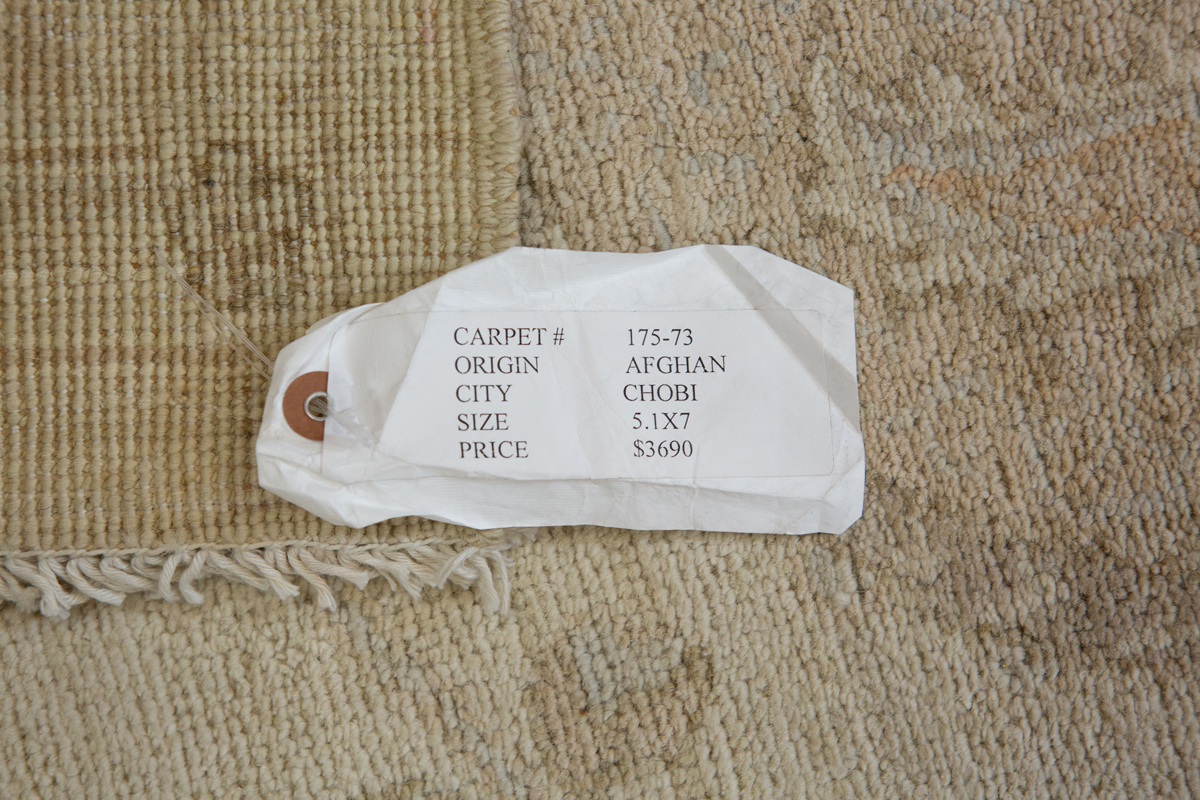 CARPET # 175-73
ORIGIN AFGHAN
CITY CHOBI
SIZE 5.1X7
PRICE $3690